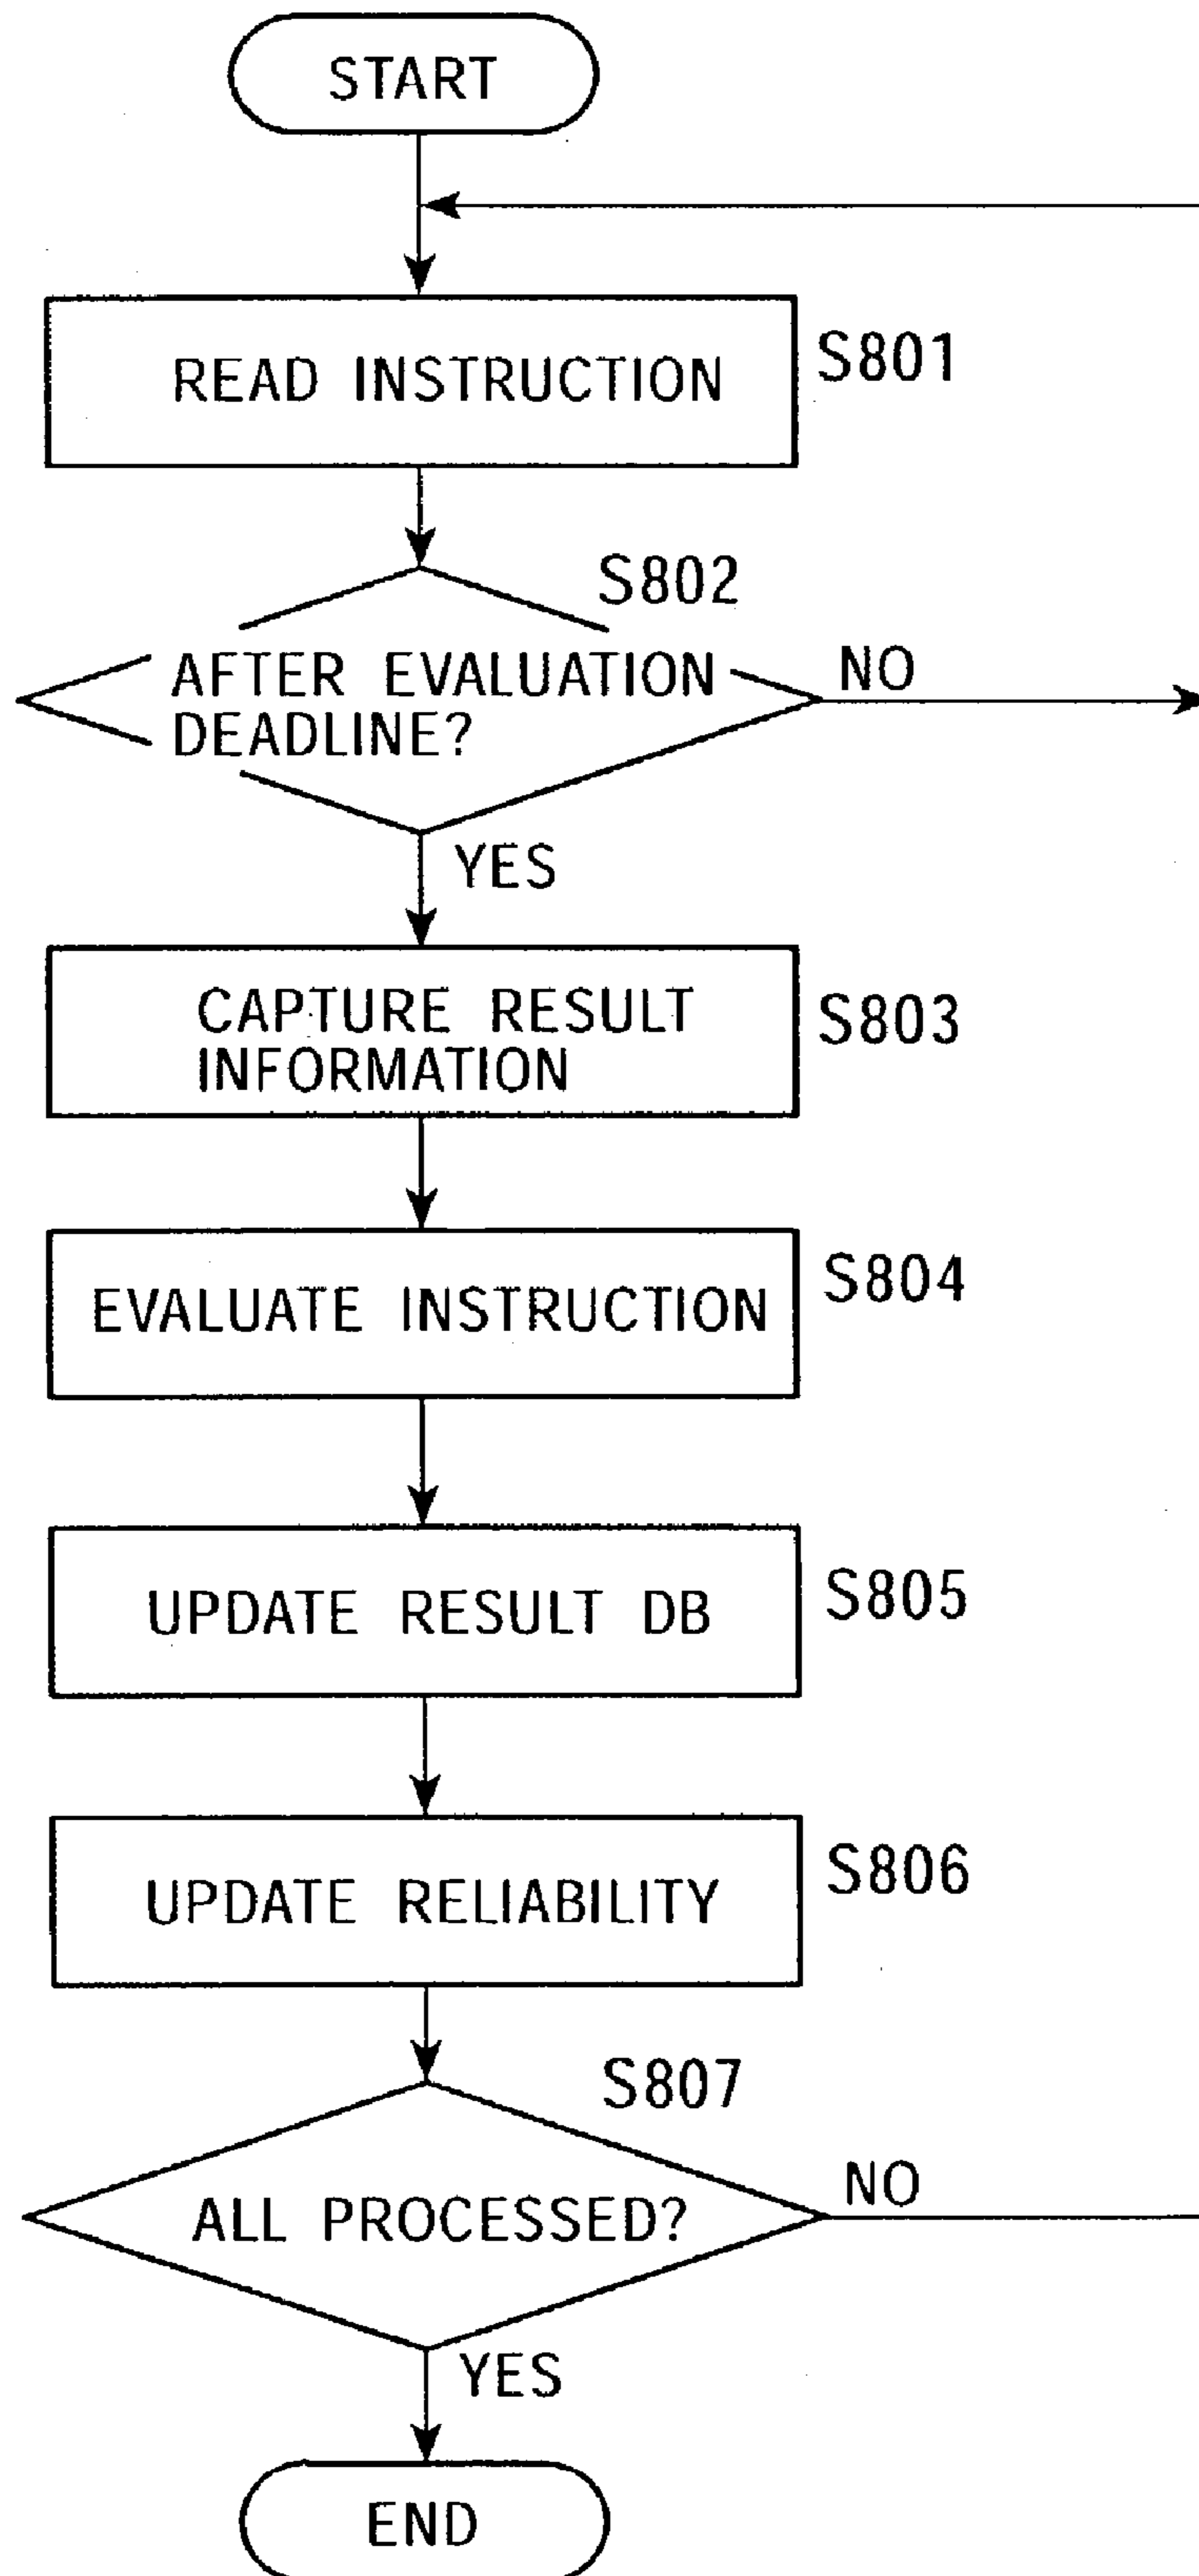 START
READ INSTRUCTION
S801
S802
AFTER EVALUATION
DEADLINE?
NO
YES
CAPTURE RESULT
INFORMATION
S803
EVALUATE INSTRUCTION
S804
UPDATE RESULT DB
S805
UPDATE RELIABILITY
S806
S807
ALL PROCESSED?
NO
YES
END